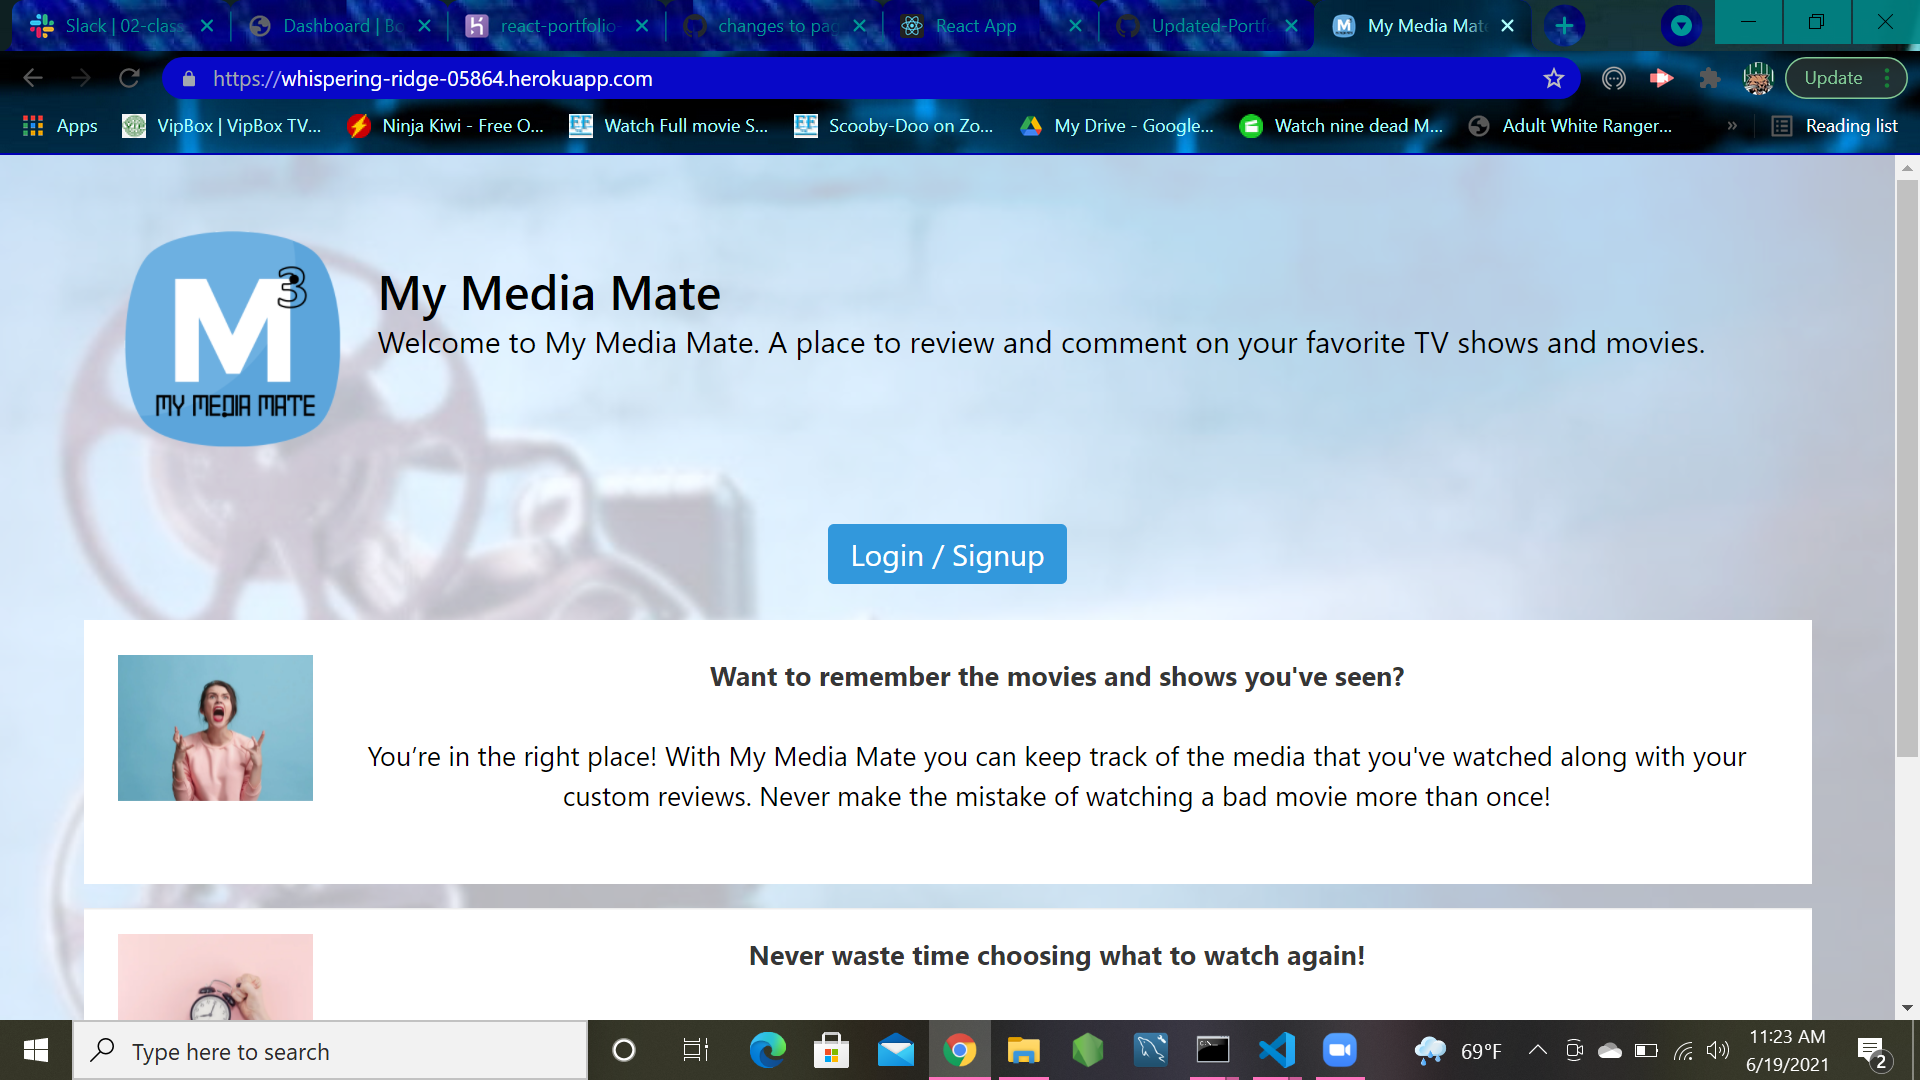 Slack | 02-class
Dashboard | Bo
react-portfolio-
changes to pag
React App
Updated-Portfo
My Media Mate
https://whispering-ridge-05864.herokuapp.com
Update
Apps
VipBox | VipBox TV...
Ninja Kiwi - Free O...
Watch Full movie S...
Scooby-Doo on Zo...
My Drive - Google...
Watch nine dead M...
Adult White Ranger...
»
Reading list
M3
MY MEDIA MATE
My Media Mate
Welcome to My Media Mate. A place to review and comment on your favorite TV shows and movies.
Login / Signup
Want to remember the movies and shows you've seen?
You’re in the right place! With My Media Mate you can keep track of the media that you've watched along with your
custom reviews. Never make the mistake of watching a bad movie more than once!
Never waste time choosing what to watch again!
Type here to search
69°F
11:23 AM
6/19/2021
2